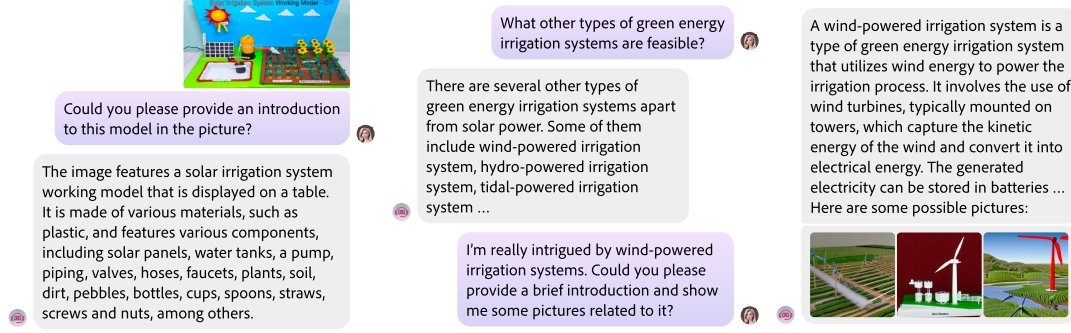 Solar Irrigation System Working Model - DIY
Could you please provide an introduction
to this model in the picture?
The image features a solar irrigation system
working model that is displayed on a table.
It is made of various materials, such as
plastic, and features various components,
including solar panels, water tanks, a pump,
piping, valves, hoses, faucets, plants, soil,
dirt, pebbles, bottles, cups, spoons, straws,
screws and nuts, among others.
What other types of green energy
irrigation systems are feasible?
There are several other types of
green energy irrigation systems apart
from solar power. Some of them
include wind-powered irrigation
system, hydro-powered irrigation
system, tidal-powered irrigation
system ...
I'm really intrigued by wind-powered
irrigation systems. Could you please
provide a brief introduction and show
me some pictures related to it?
A wind-powered irrigation system is a
type of green energy irrigation system
that utilizes wind energy to power the
irrigation process. It involves the use of
wind turbines, typically mounted on
towers, which capture the kinetic
energy of the wind and convert it into
electrical energy. The generated
electricity can be stored in batteries ...
Here are some possible pictures: